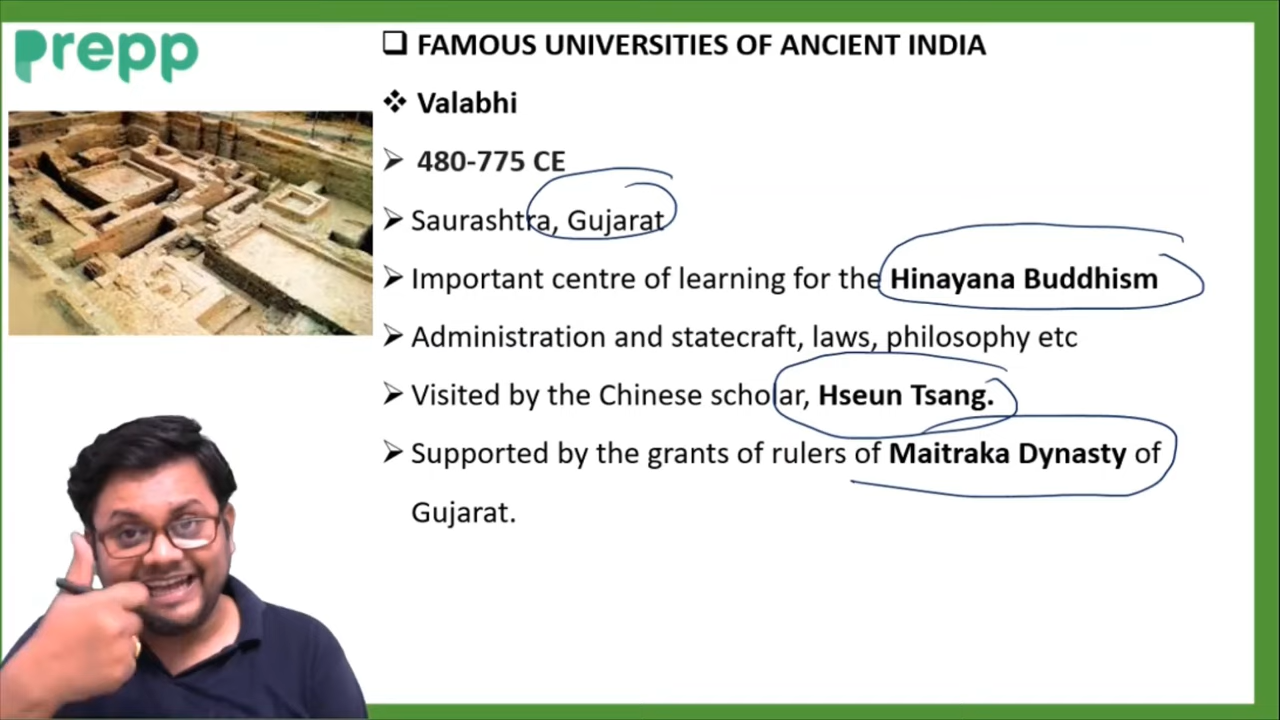 prepp
❑ FAMOUS UNIVERSITIES OF ANCIENT INDIA
❖ Valabhi
➢ 480-775 CE
➢ Saurashtra, Gujarat
➢ Important centre of learning for the Hinayana Buddhism
➢ Administration and statecraft, laws, philosophy etc
➢ Visited by the Chinese scholar, Hseun Tsang.
➢ Supported by the grants of rulers of Maitraka Dynasty of
Gujarat.